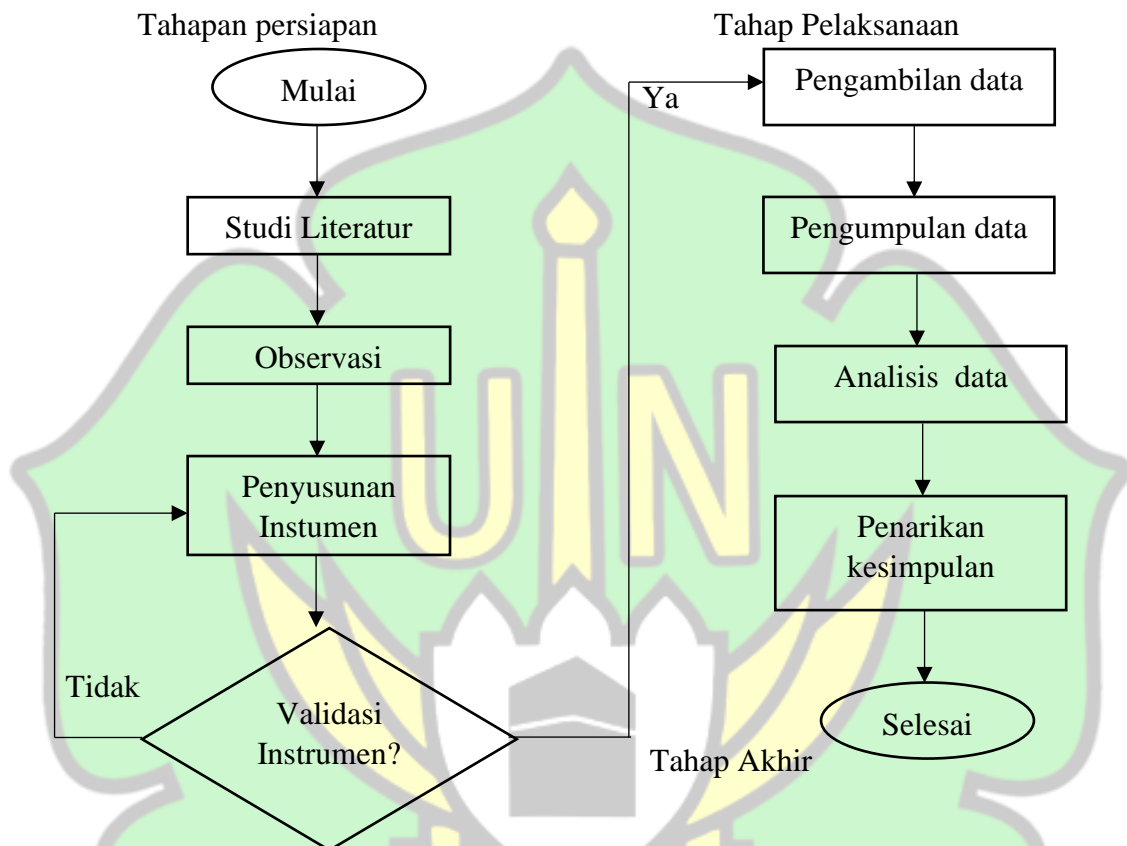 Tahapan persiapan
Mulai
Studi Literatur
Observasi
Penyusunan
Instumen
Tidak
Validasi
Instrumen?
Ya
Tahap Pelaksanaan
Pengambilan data
Pengumpulan data
Analisis data
Penarikan
kesimpulan
Tahap Akhir
Selesai
UIN